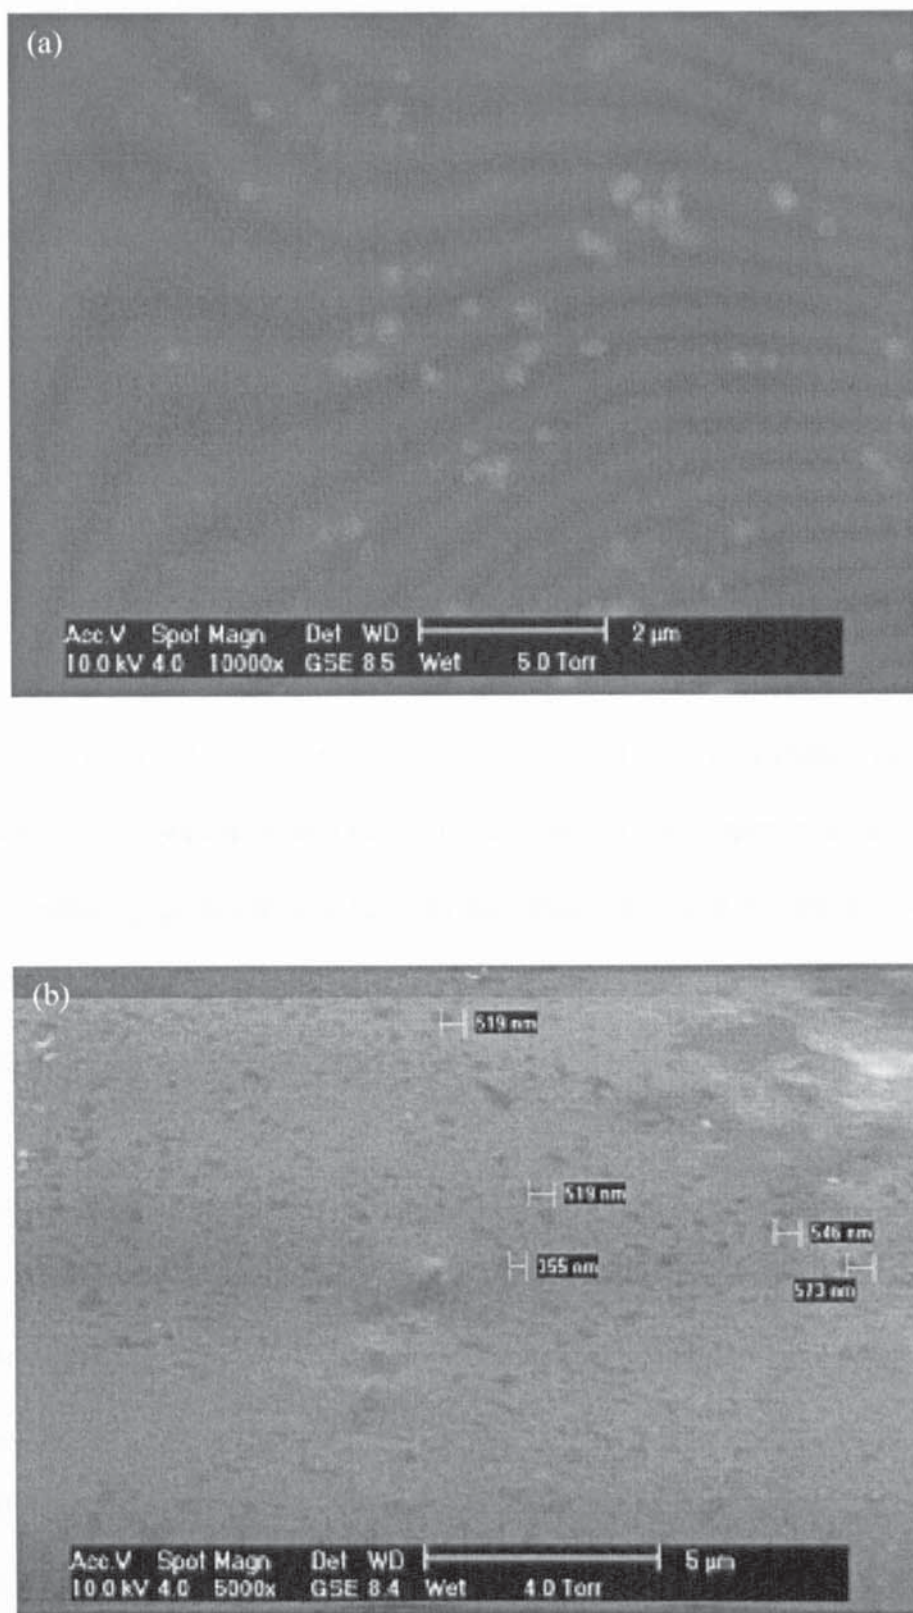 (a)
Acc.V Spot Magn Det WD 2 µm
10.0 kV 4.0 10000x GSE 8.5 Wet 5.0 Torr
(b)
519 nm
519 nm
546 nm
355 nm
573 nm
Acc.V Spot Magn Det WD 5 µm
10.0 kV 4.0 5000x GSE 8.4 Wet 4.0 Torr